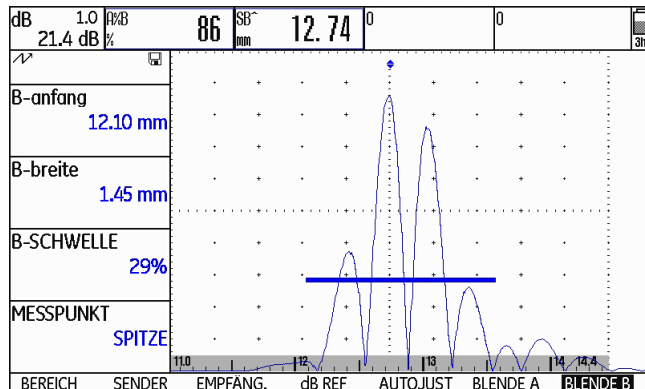 dB 1.0 A%B 86 SB^ 12.74 0 0
21.4 dB % mm 3h
B-anfang
12.10 mm
B-breite
1.45 mm
B-SCHWELLE
29%
MESSPUNKT
SPITZE
11.0 12 13 14 14.4
BEREICH SENDER EMPFÄNG. dB REF AUTOJUST BLENDE A BLENDE B